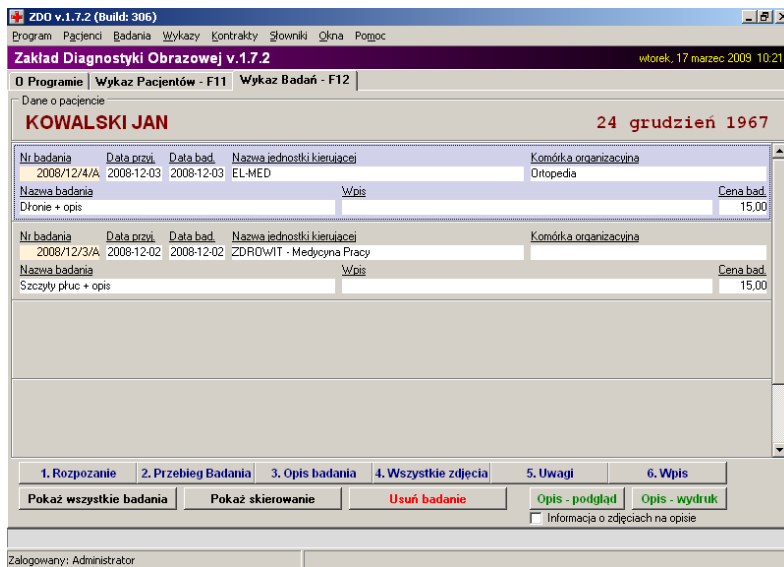 ZDO v.1.7.2 (Build: 306)
Program Pacjenci Badania Wykazy Kontrakty Słowniki Okna Pomoc
Zakład Diagnostyki Obrazowej v.1.7.2 wtorek, 17 marzec 2009 10:21
O Programie Wykaz Pacjentów - F11 Wykaz Badań - F12
Dane o pacjencie
KOWALSKI JAN 24 grudzień 1967
Nr badania Data przyj. Data bad. Nazwa jednostki kierującej Komórka organizacyjna
2008/12/4/A 2008-12-03 2008-12-03 EL-MED Ortopedia
Nazwa badania Wpis Cena bad.
Dłonie + opis 15,00
Nr badania Data przyj. Data bad. Nazwa jednostki kierującej Komórka organizacyjna
2008/12/3/A 2008-12-02 2008-12-02 ZDROWIT - Medycyna Pracy
Nazwa badania Wpis Cena bad.
Szczyty płuc + opis 15,00
1. Rozpozanie 2. Przebieg Badania 3. Opis badania 4. Wszystkie zdjęcia 5. Uwagi 6. Wpis
Pokaż wszystkie badania Pokaż skierowanie Usuń badanie Opis - podgląd Opis - wydruk
Informacja o zdjęciach na opisie
Zalogowany: Administrator